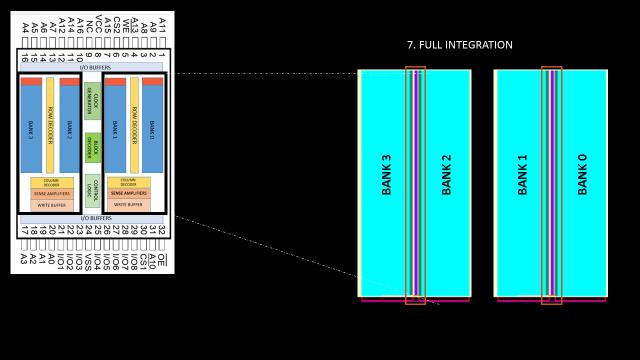 A4 A5 A6 A7 A12 A14 A16 NC VCC A15 CS2 WE A13 A8 A9 A11
16 15 14 13 12 11 10 9 8 7 6 5 4 3 2 1
I/O BUFFERS
BANK 3
ROW DECODER
BANK 2
CLOCK GENERATOR
BLOCK DECODER
CONTROL LOGIC
BANK 1
ROW DECODER
BANK 0
COLUMN DECODER
SENSE AMPLIFIERS
WRITE BUFFER
COLUMN DECODER
SENSE AMPLIFIERS
WRITE BUFFER
I/O BUFFERS
17 18 19 20 21 22 23 24 25 26 27 28 29 30 31 32
A3 A2 A1 A0 I/O1 I/O2 I/O3 VSS I/O4 I/O5 I/O6 I/O7 I/O8 CS1 A10 OE
7. FULL INTEGRATION
BANK 3
BANK 2
BANK 1
BANK 0